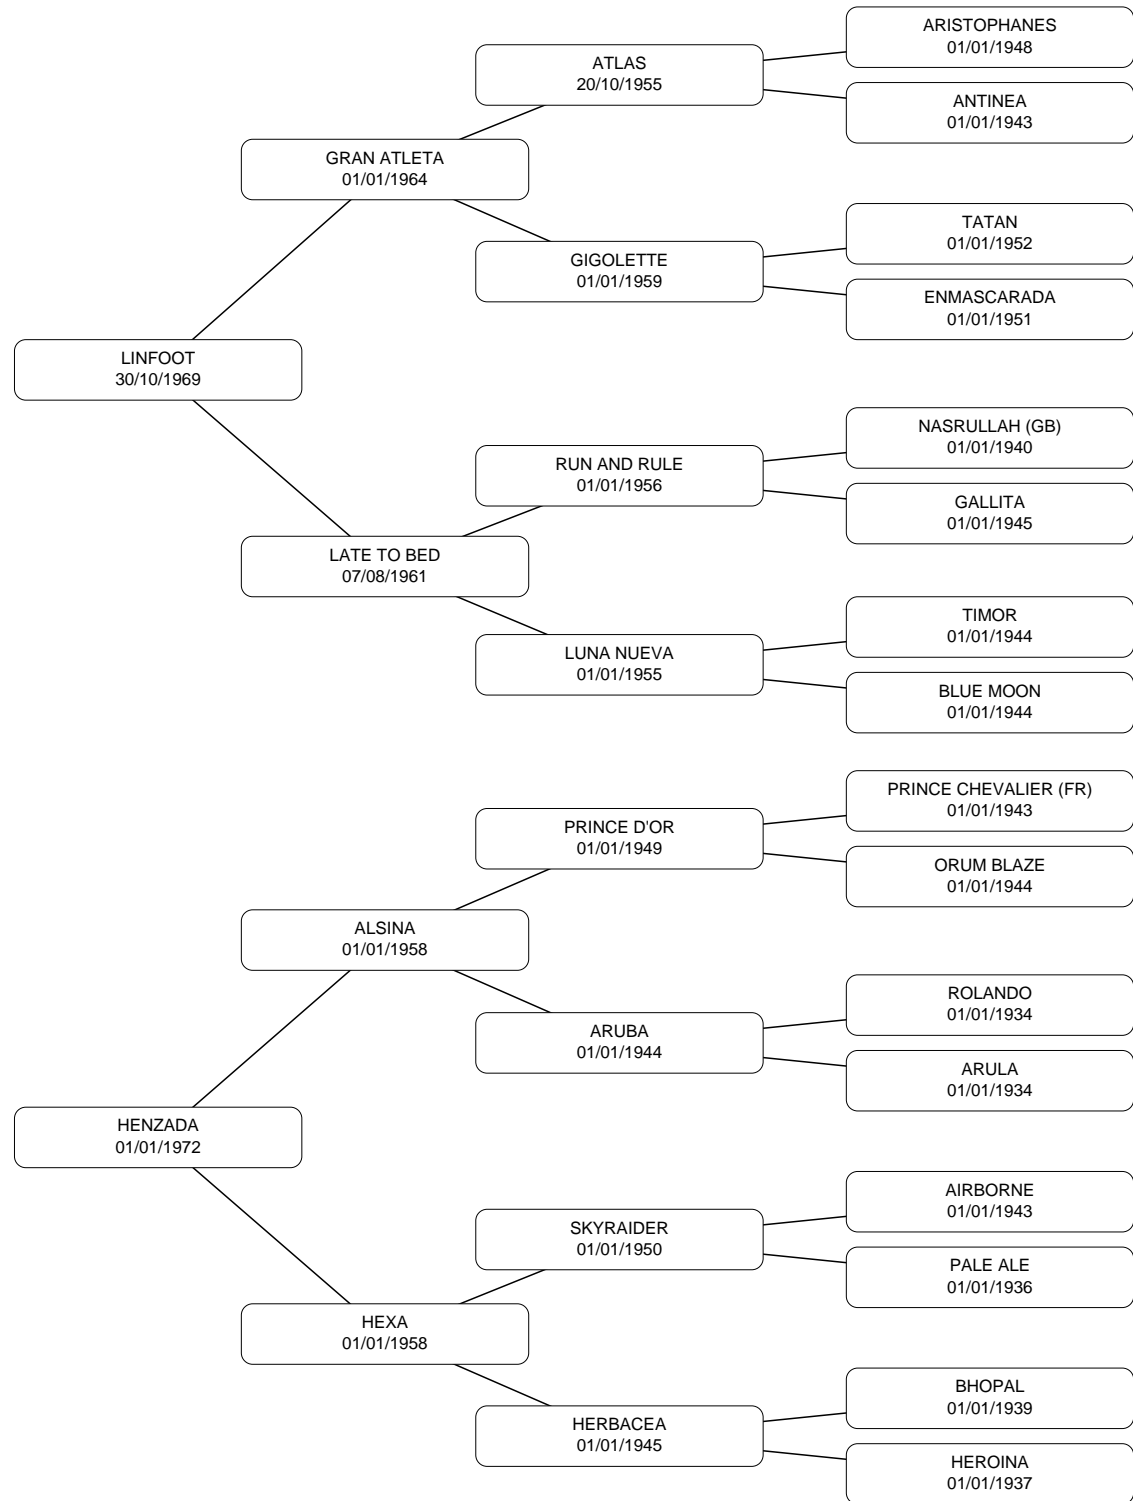 ARISTOPHANES
01/01/1948
ATLAS
20/10/1955
ANTINEA
01/01/1943
GRAN ATLETA
01/01/1964
TATAN
01/01/1952
GIGOLETTE
01/01/1959
ENMASCARADA
01/01/1951
LINFOOT
30/10/1969
NASRULLAH (GB)
01/01/1940
RUN AND RULE
01/01/1956
GALLITA
01/01/1945
LATE TO BED
07/08/1961
TIMOR
01/01/1944
LUNA NUEVA
01/01/1955
BLUE MOON
01/01/1944
PRINCE CHEVALIER (FR)
01/01/1943
PRINCE D'OR
01/01/1949
ORUM BLAZE
01/01/1944
ALSINA
01/01/1958
ROLANDO
01/01/1934
ARUBA
01/01/1944
ARULA
01/01/1934
HENZADA
01/01/1972
AIRBORNE
01/01/1943
SKYRAIDER
01/01/1950
PALE ALE
01/01/1936
HEXA
01/01/1958
BHOPAL
01/01/1939
HERBACEA
01/01/1945
HEROINA
01/01/1937